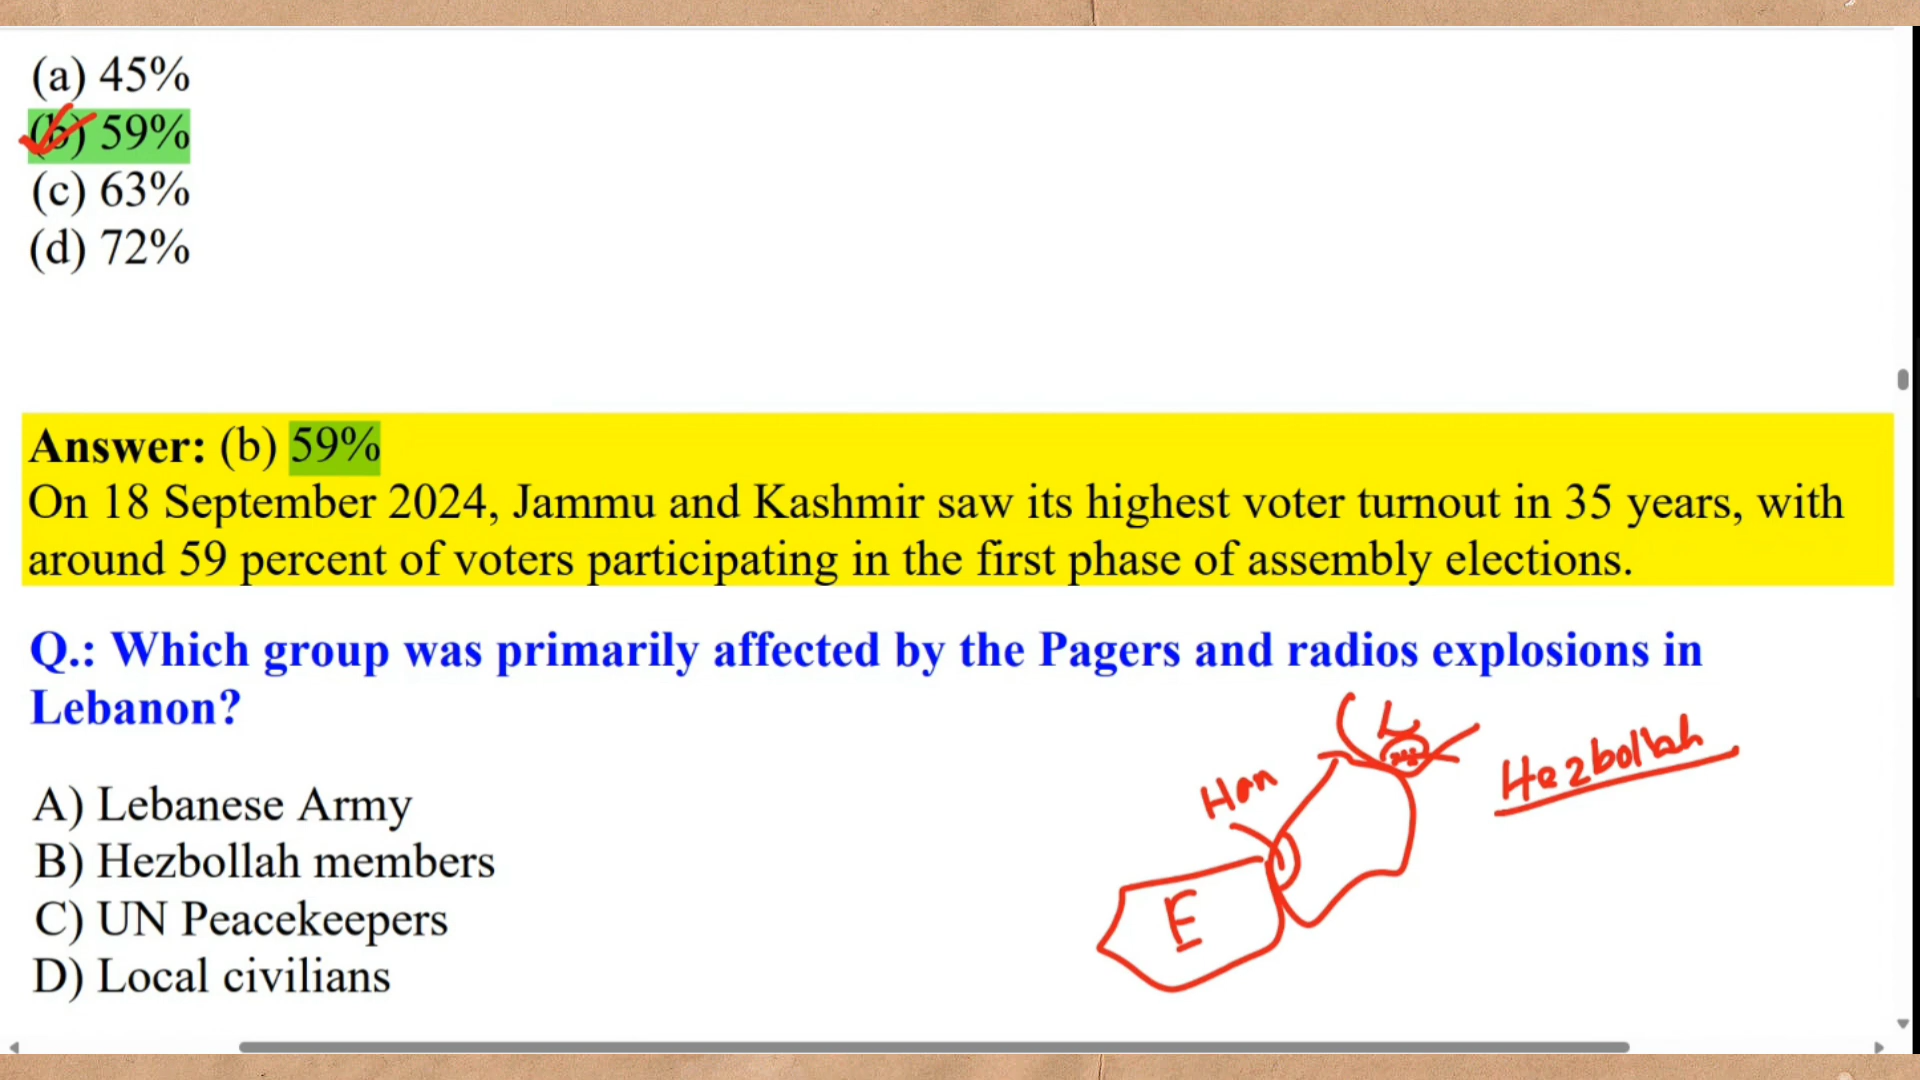 (a) 45%
(b) 59%
(c) 63%
(d) 72%
Answer: (b) 59%
On 18 September 2024, Jammu and Kashmir saw its highest voter turnout in 35 years, with
around 59 percent of voters participating in the first phase of assembly elections.
Q.: Which group was primarily affected by the Pagers and radios explosions in
Lebanon?
A) Lebanese Army
B) Hezbollah members
C) UN Peacekeepers
D) Local civilians
L
Ham
Hezbollah
E